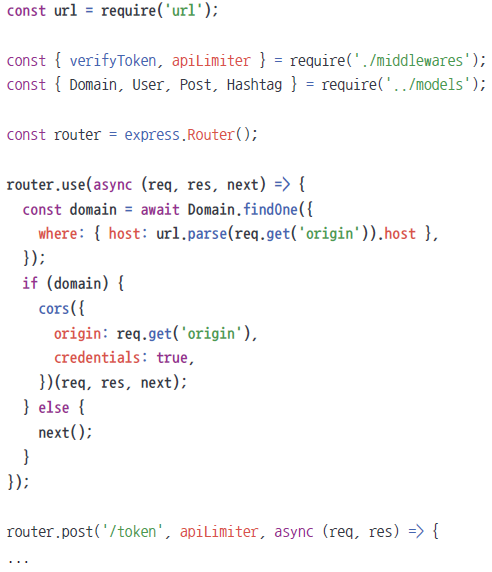 const url = require('url');
const { verifyToken, apiLimiter } = require('./middlewares');
const { Domain, User, Post, Hashtag } = require('../models');
const router = express.Router();
router.use(async (req, res, next) => {
const domain = await Domain.findOne({
where: { host: url.parse(req.get('origin')).host },
});
if (domain) {
cors({
origin: req.get('origin'),
credentials: true,
})(req, res, next);
} else {
next();
}
});
router.post('/token', apiLimiter, async (req, res) => {
...